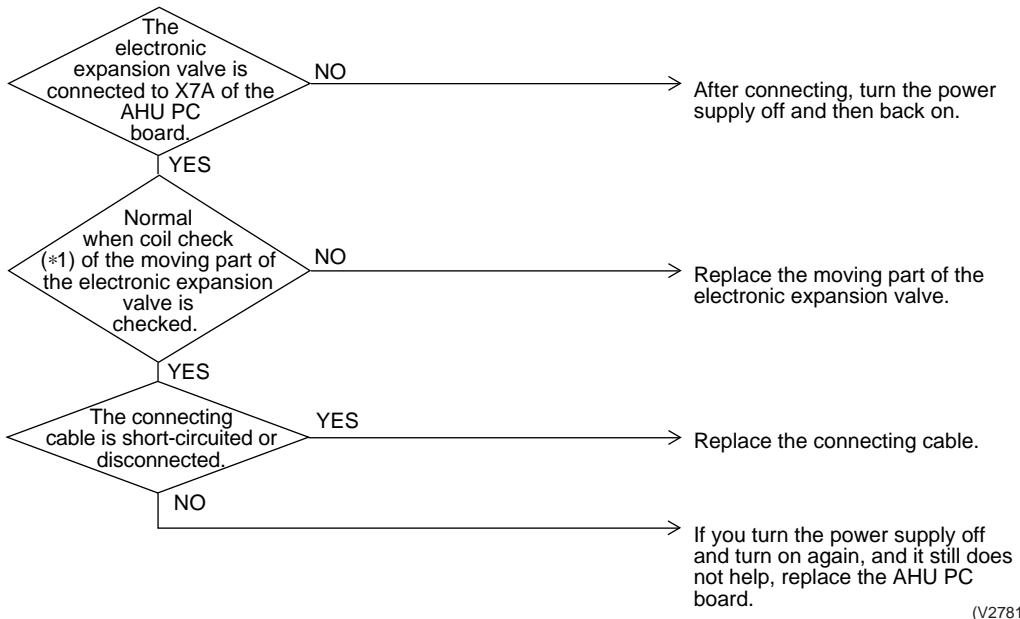 The
electronic
expansion valve is
connected to X7A of the
AHU PC
board.
NO
After connecting, turn the power
supply off and then back on.
YES
Normal
when coil check
(*1) of the moving part of
the electronic expansion
valve is
checked.
NO
Replace the moving part of the
electronic expansion valve.
YES
The connecting
cable is short-circuited or
disconnected.
YES
Replace the connecting cable.
NO
If you turn the power supply off
and turn on again, and it still does
not help, replace the AHU PC
board.
(V2781